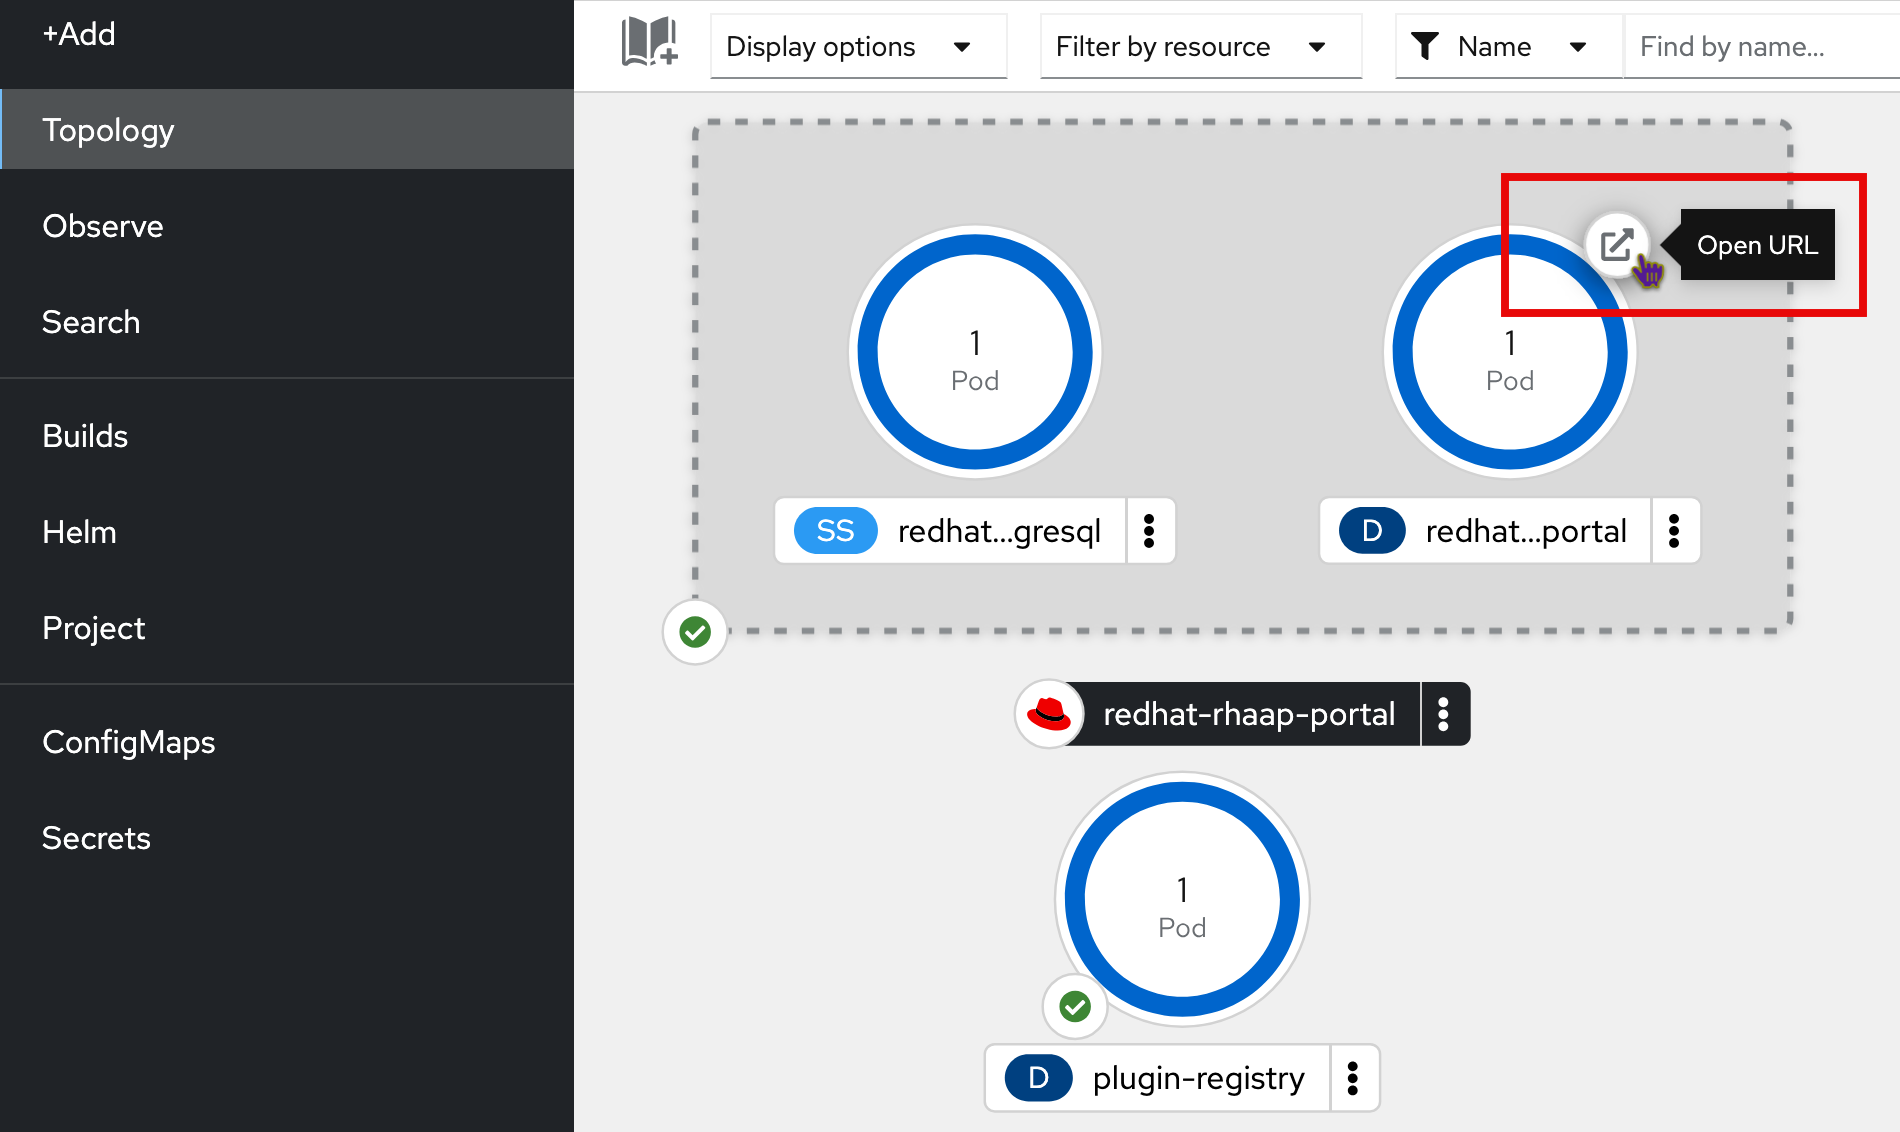 +Add
Topology
Observe
Search
Builds
Helm
Project
ConfigMaps
Secrets
Display options
Filter by resource
Name
Find by name...
Open URL
1
Pod
1
Pod
SS redhat...gresql
D redhat...portal
redhat-rhaap-portal
1
Pod
D plugin-registry